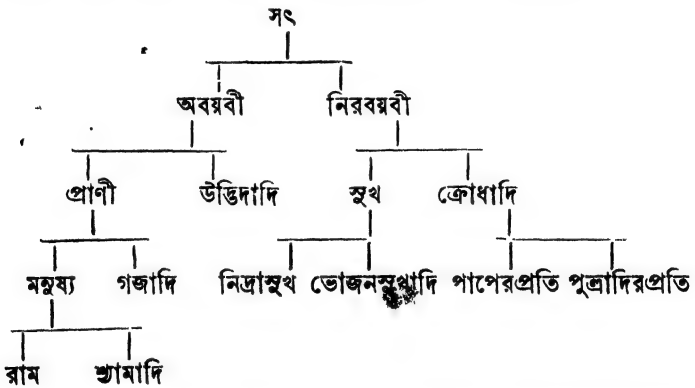 সৎ
অবয়বী নিরবয়বী
প্রাণী উদ্ভিদাদি সুখ ক্রোধাদি
মনুষ্য গজাদি নিদ্রাসুখ ভোজনসুখাদি পাপেরপ্রতি পুত্রাদিরপ্রতি
রাম শ্যামাদি